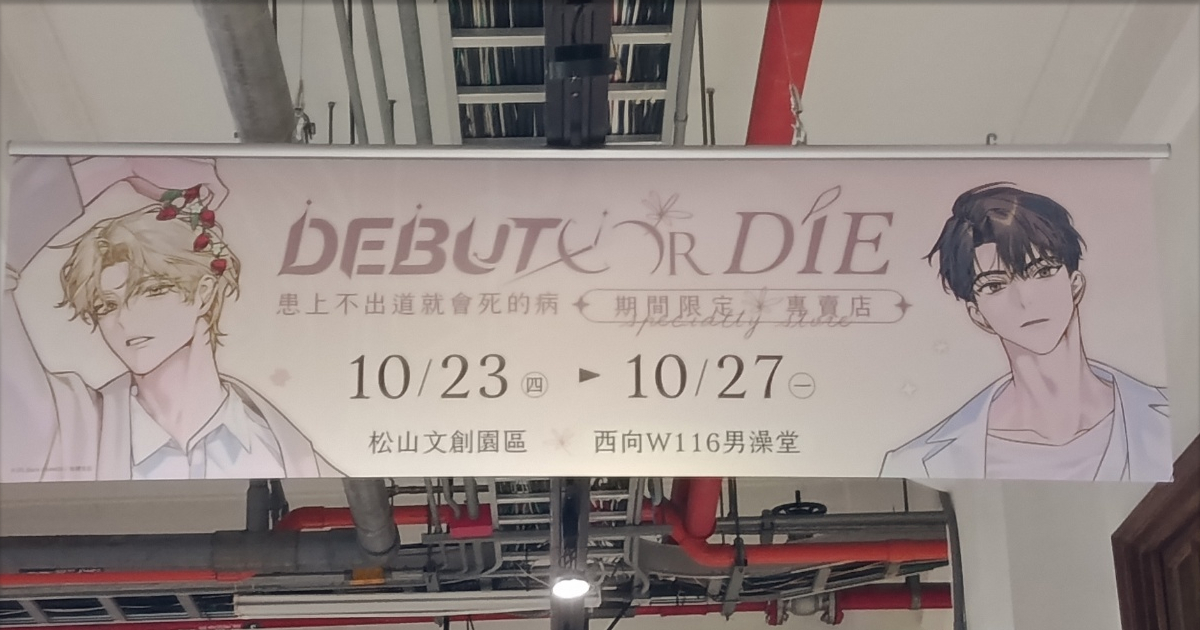 DEBUT OR DIE
患上不出道就會死的病 期間限定 專賣店
Specially Store
10/23 四 ► 10/27 一
松山文創園區 西向W116男澡堂